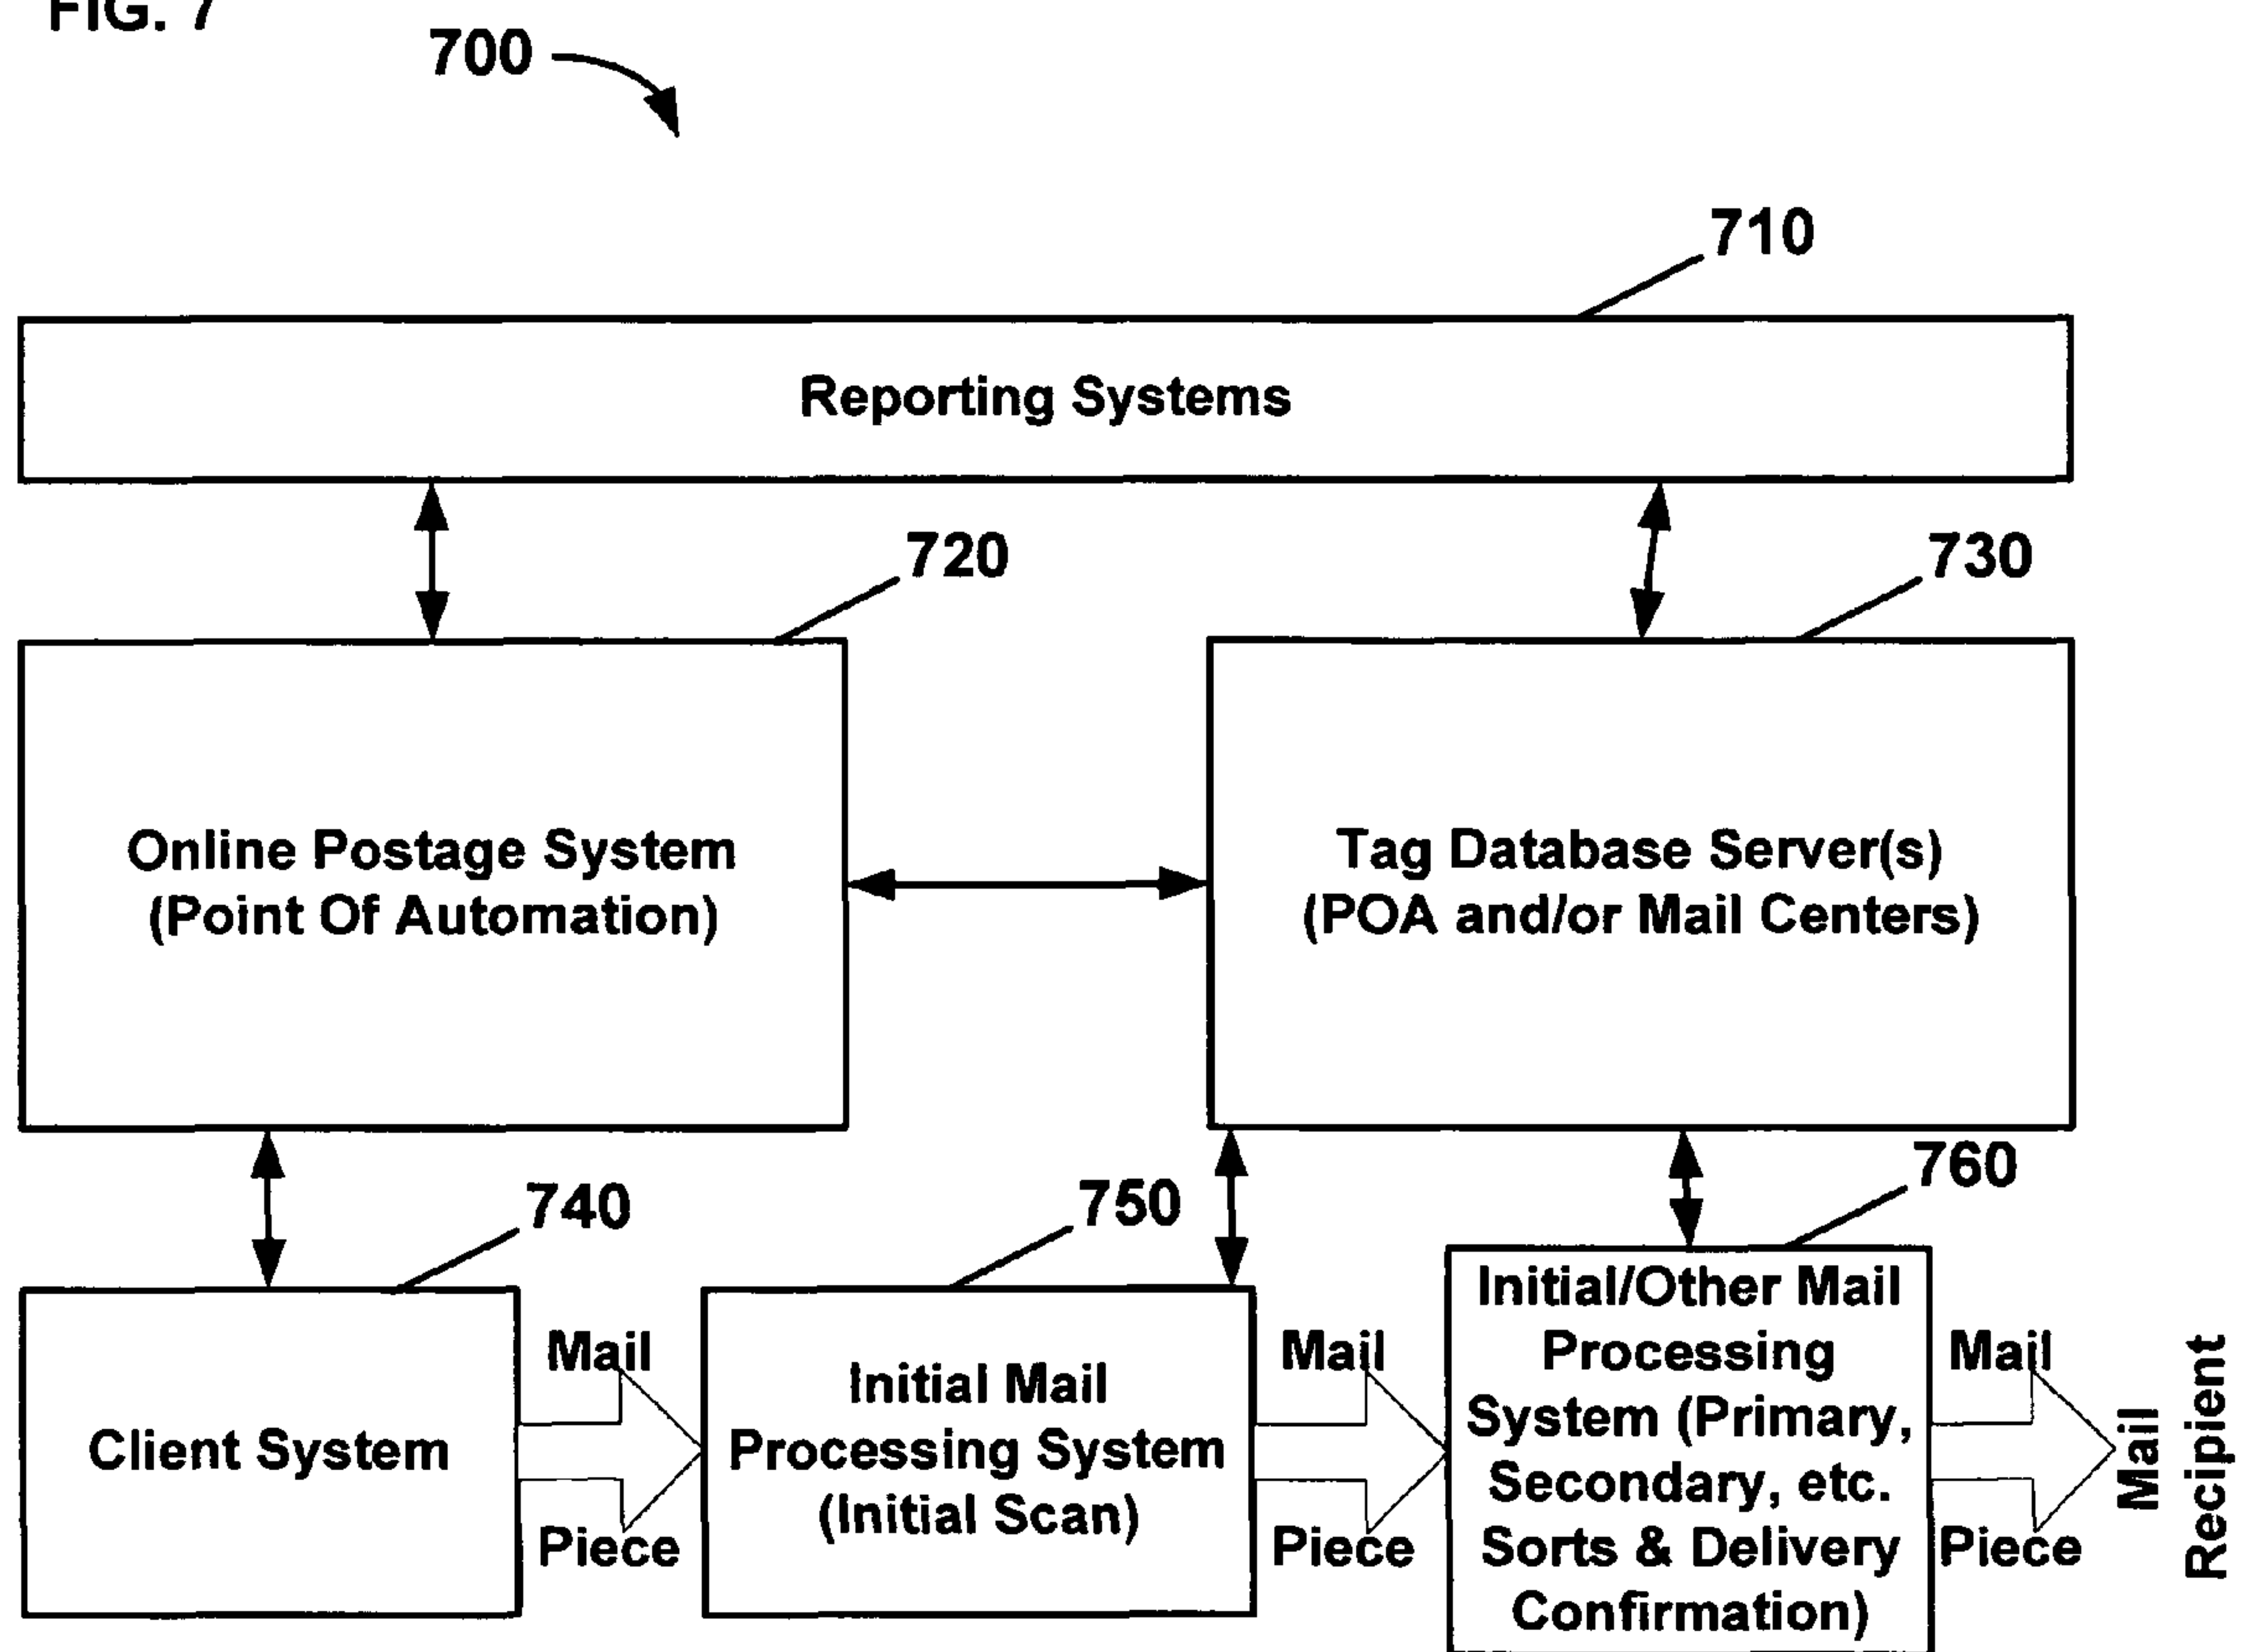 FIG. 7
700
710
Reporting Systems
720
730
Online Postage System
(Point Of Automation)
Tag Database Server(s)
(POA and/or Mail Centers)
740
750
760
Client System
Mail
Piece
Initial Mail
Processing System
(Initial Scan)
Mail
Piece
Initial/Other Mail
Processing
System (Primary,
Secondary, etc.
Sorts & Delivery
Confirmation)
Mail
Piece
Mail
Recipient